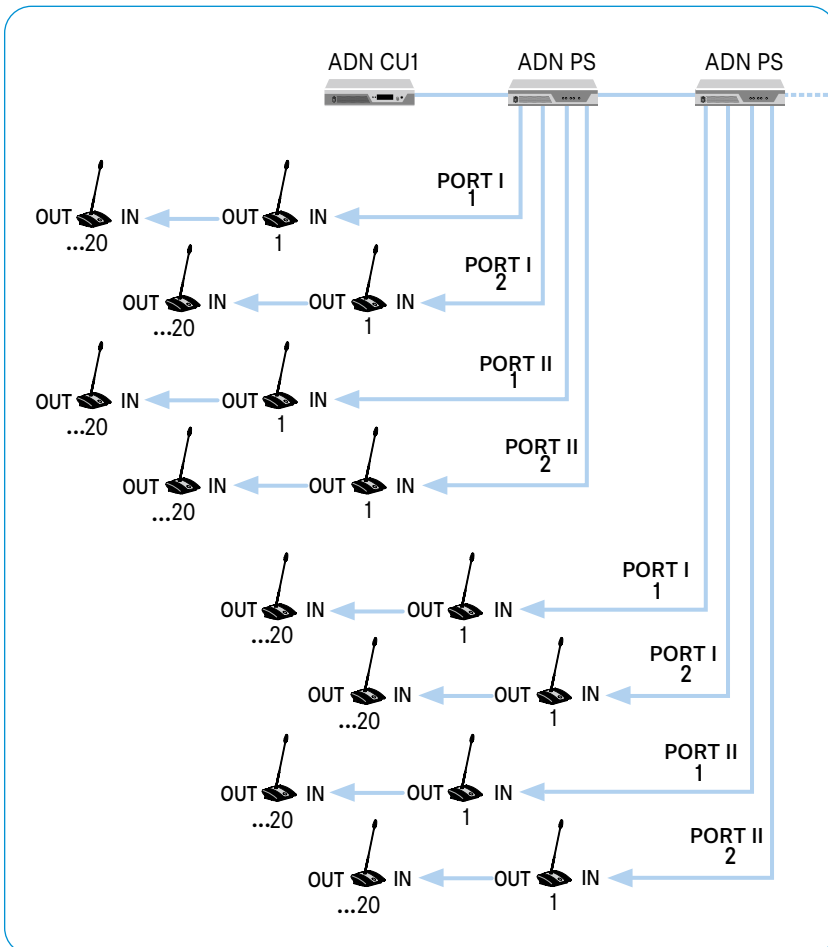 ADN CU1 ADN PS ADN PS
PORT I
1
OUT IN OUT IN
...20 1
PORT I
2
OUT IN OUT IN
...20 1
PORT II
1
OUT IN OUT IN
...20 1
PORT II
2
OUT IN OUT IN
...20 1
PORT I
1
OUT IN OUT IN
...20 1
PORT I
2
OUT IN OUT IN
...20 1
PORT II
1
OUT IN OUT IN
...20 1
PORT II
2
OUT IN OUT IN
...20 1